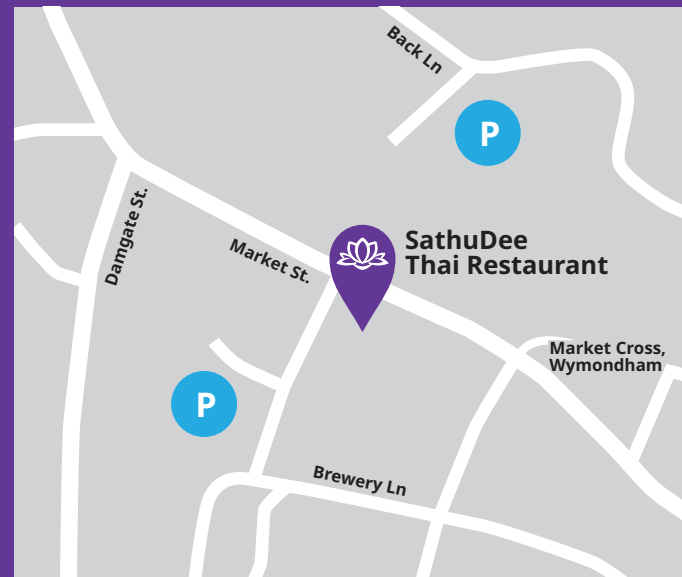 Back Ln
P
Damgate St.
Market St.
SathuDee
Thai Restaurant
Market Cross,
Wymondham
P
Brewery Ln